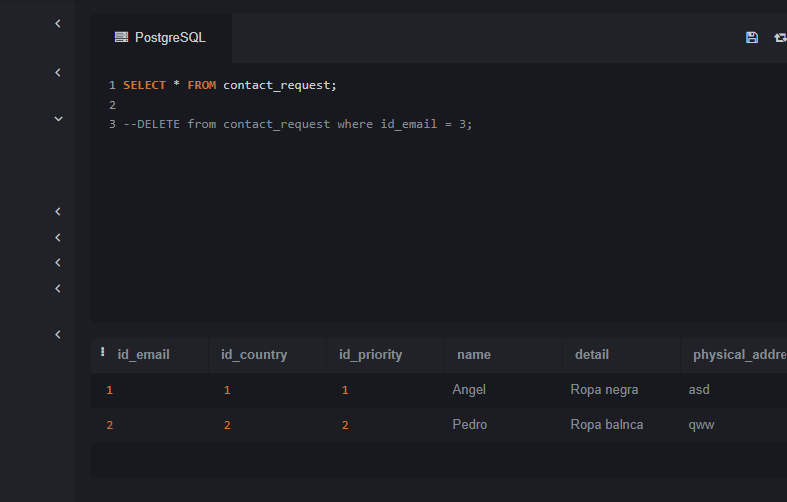 PostgreSQL
1 SELECT * FROM contact_request;
2
3 --DELETE from contact_request where id_email = 3;
id_email id_country id_priority name detail physical_addre
1 1 1 Angel Ropa negra asd
2 2 2 Pedro Ropa balnca qww